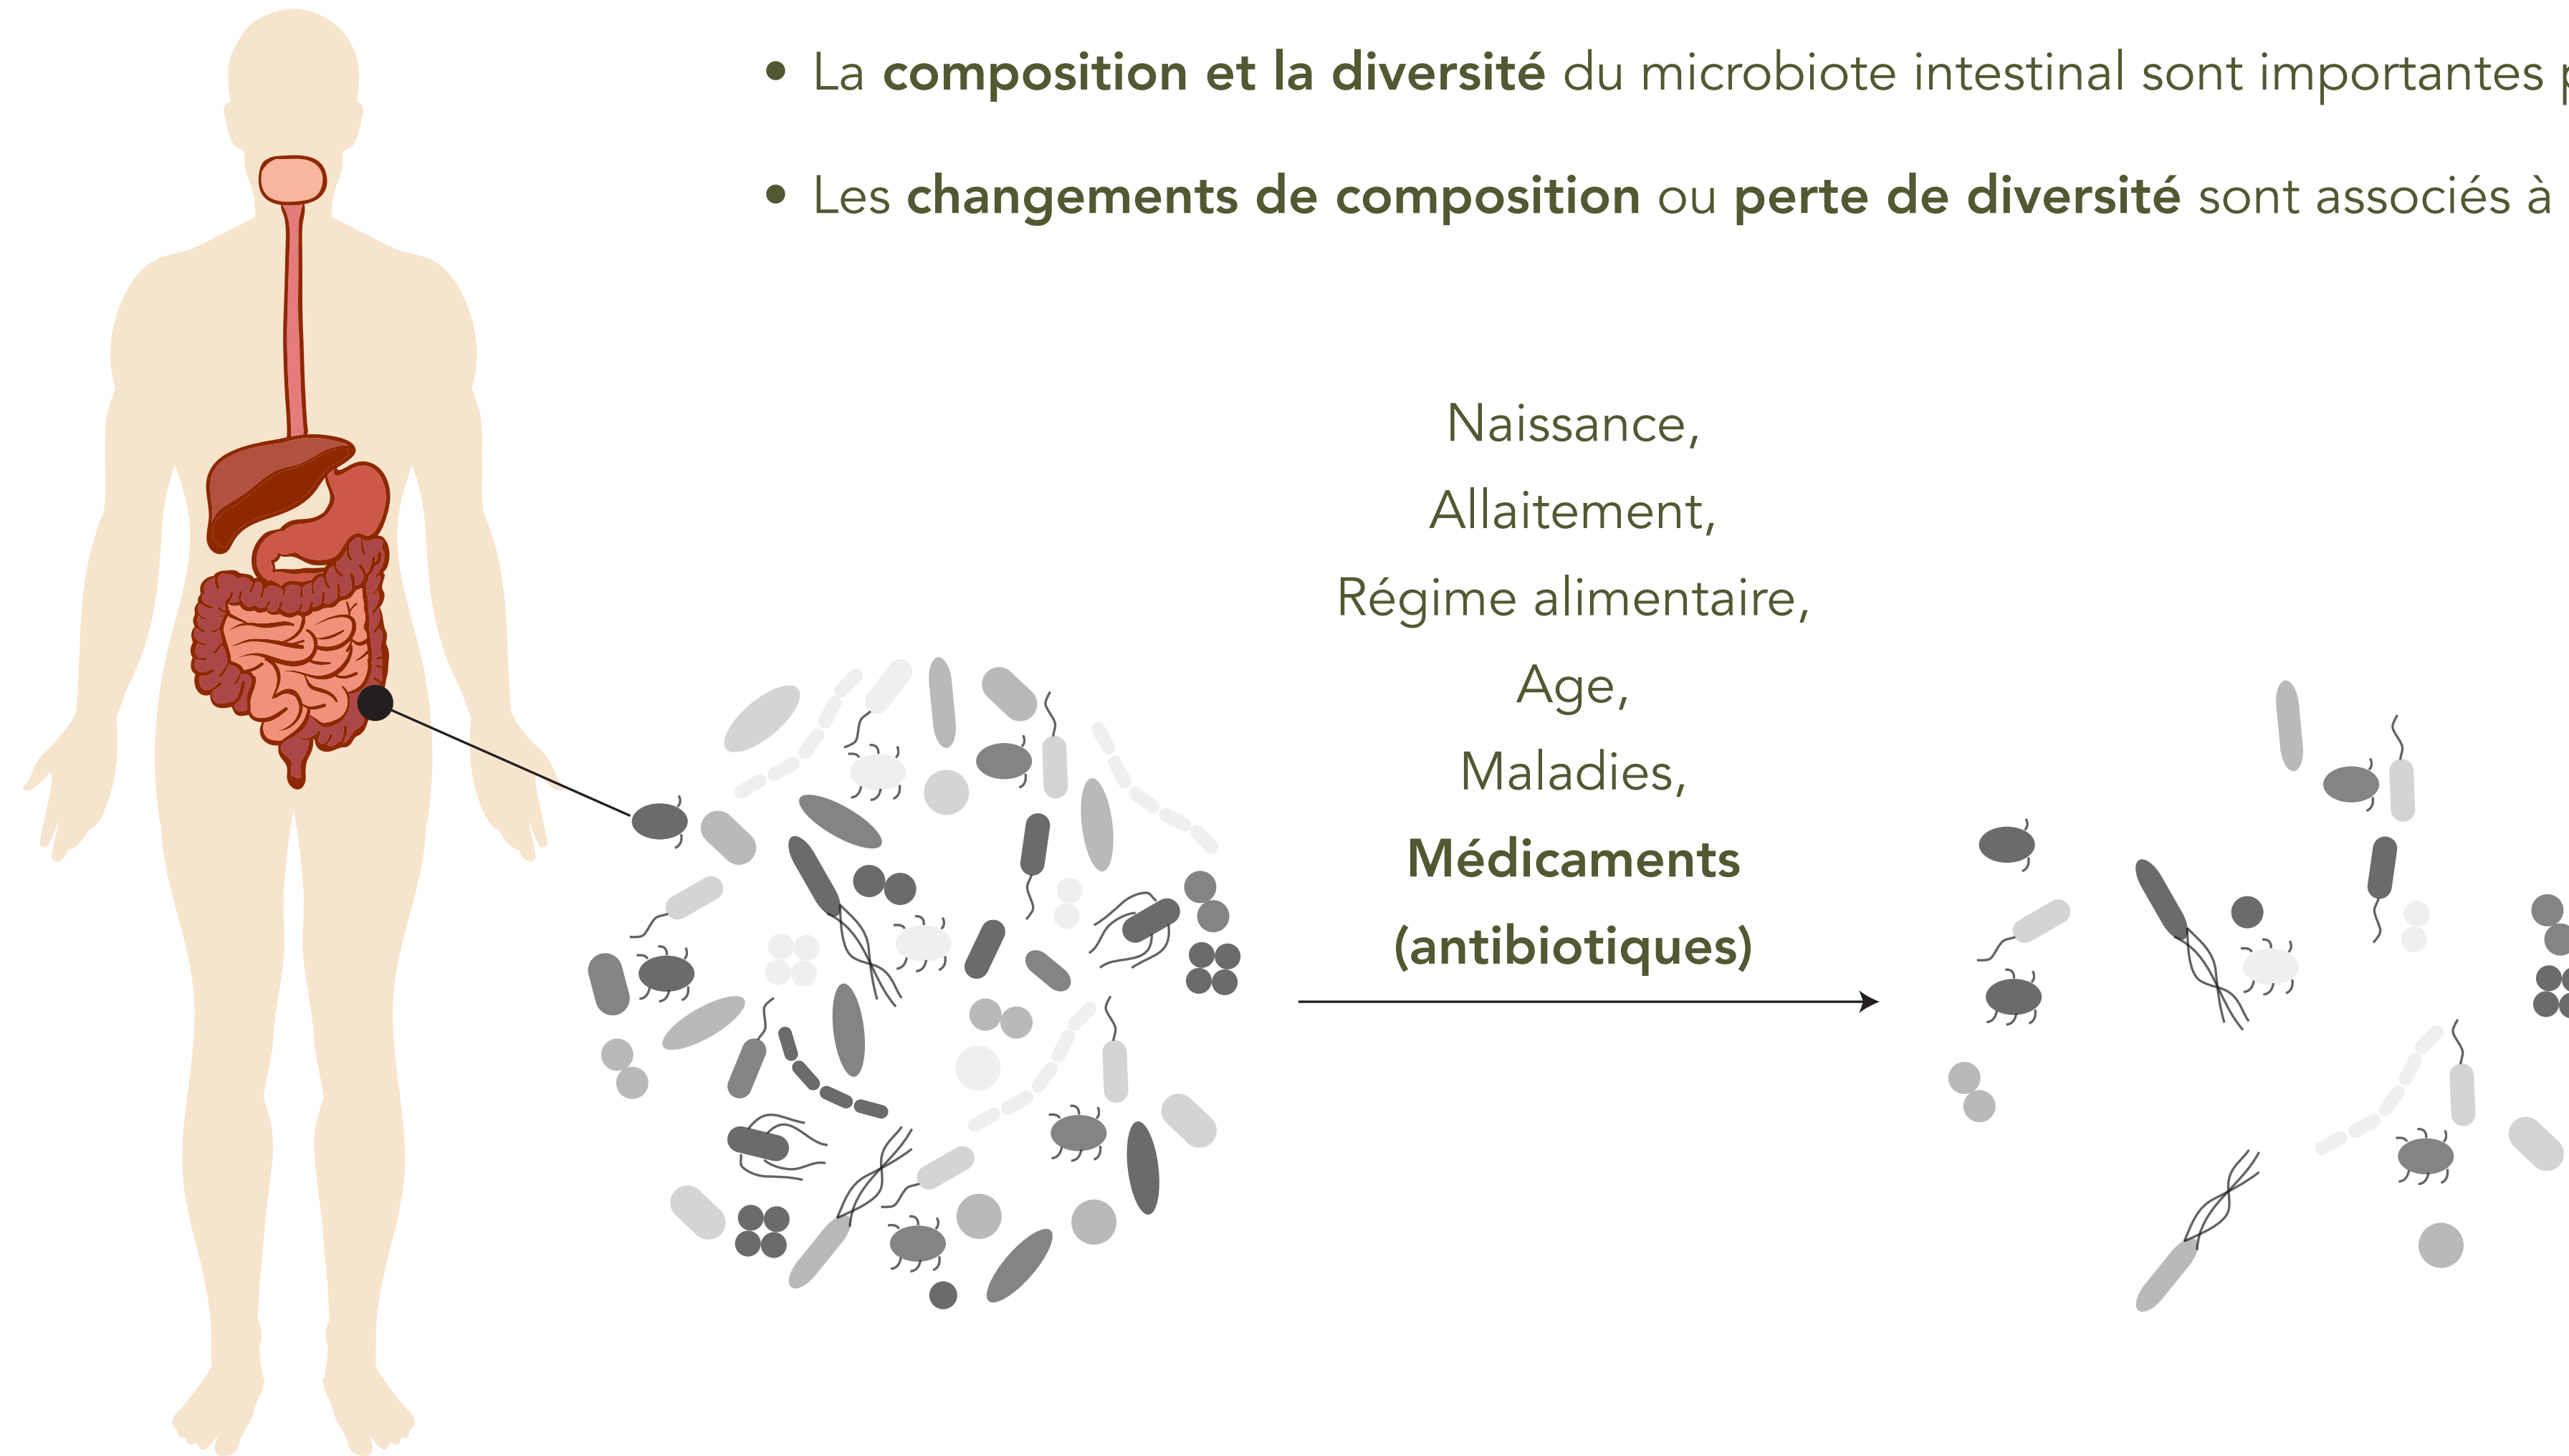 • La composition et la diversité du microbiote intestinal sont importantes
• Les changements de composition ou perte de diversité sont associés à
Naissance,
Allaitement,
Régime alimentaire,
Age,
Maladies,
Médicaments
(antibiotiques)